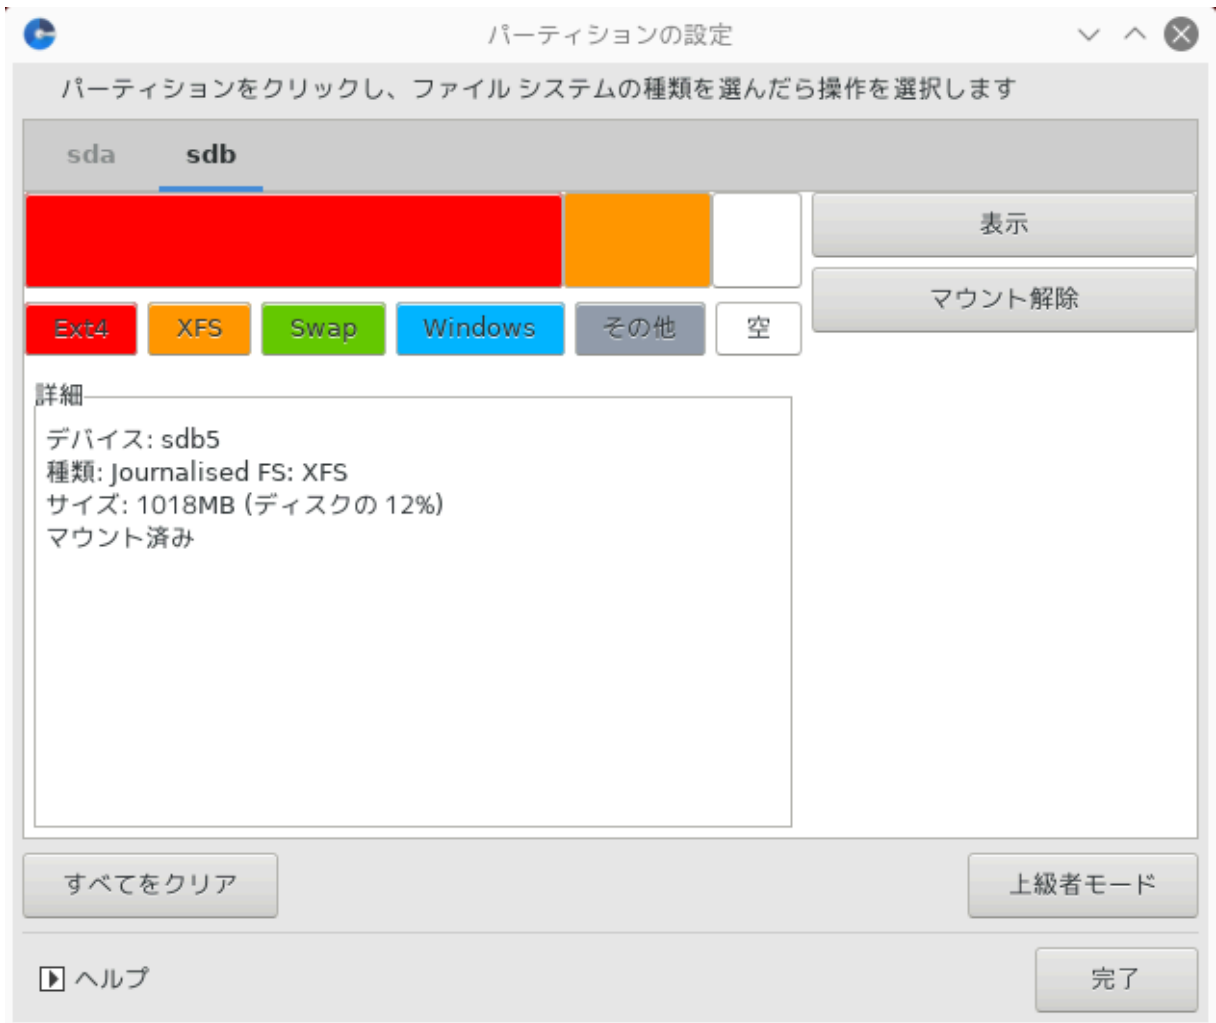 パーティションの設定
パーティションをクリックし、ファイル システムの種類を選んだら操作を選択します
sda sdb
表示
マウント解除
Ext4 XFS Swap Windows その他 空
詳細
デバイス: sdb5
種類: Journalised FS: XFS
サイズ: 1018MB (ディスクの 12%)
マウント済み
すべてをクリア 上級者モード
ヘルプ 完了